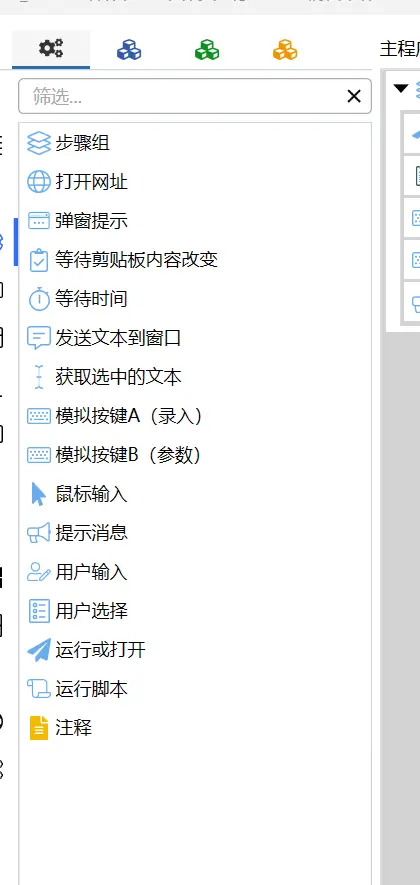 主程
筛选...
步骤组
打开网址
弹窗提示
等待剪贴板内容改变
等待时间
发送文本到窗口
获取选中的文本
模拟按键A（录入）
模拟按键B（参数）
鼠标输入
提示消息
用户输入
用户选择
运行或打开
运行脚本
注释